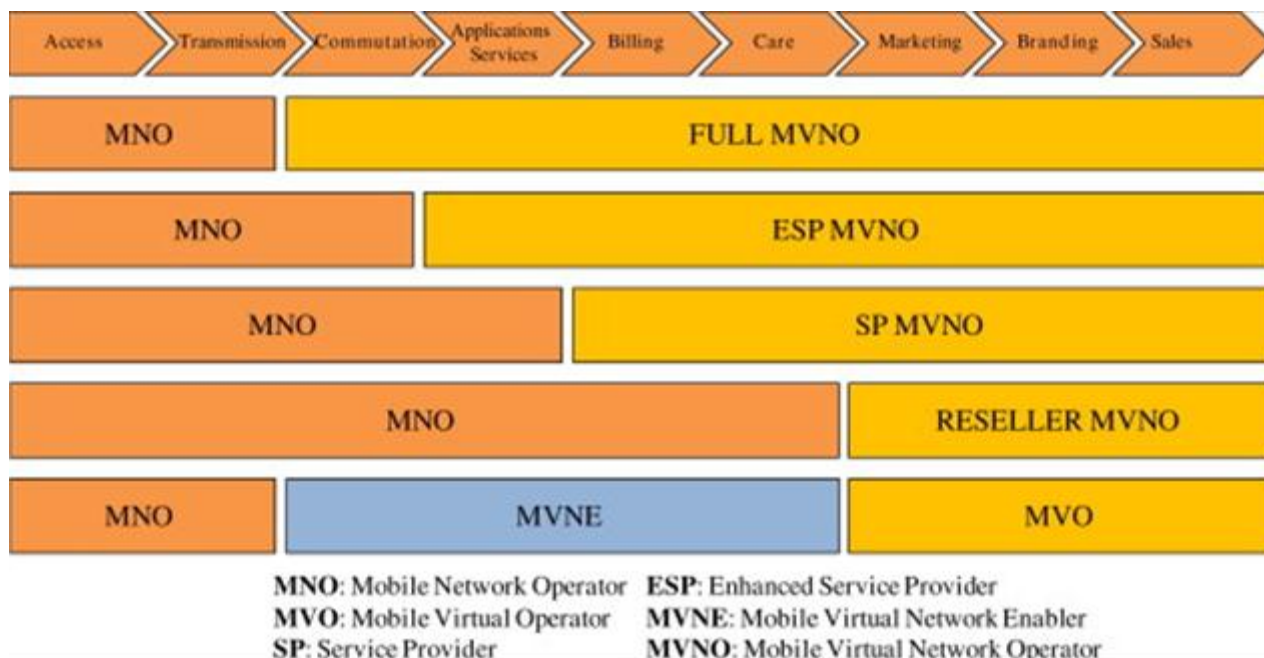 Access Transmission Commutation Applications Services Billing Care Marketing Branding Sales
MNO FULL MVNO
MNO ESP MVNO
MNO SP MVNO
MNO RESELLER MVNO
MNO MVNE MVO
MNO: Mobile Network Operator ESP: Enhanced Service Provider
MVO: Mobile Virtual Operator MVNE: Mobile Virtual Network Enabler
SP: Service Provider MVNO: Mobile Virtual Network Operator